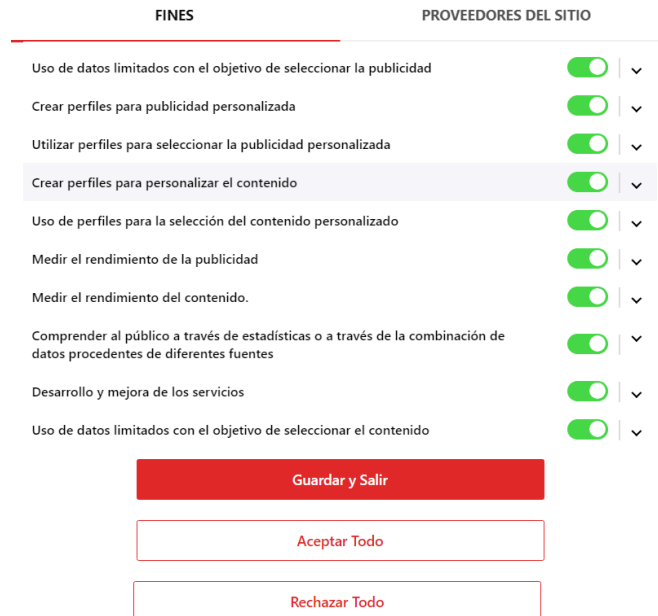 FINES
PROVEEDORES DEL SITIO
Uso de datos limitados con el objetivo de seleccionar la publicidad
Crear perfiles para publicidad personalizada
Utilizar perfiles para seleccionar la publicidad personalizada
Crear perfiles para personalizar el contenido
Uso de perfiles para la selección del contenido personalizado
Medir el rendimiento de la publicidad
Medir el rendimiento del contenido.
Comprender al público a través de estadísticas o a través de la combinación de
datos procedentes de diferentes fuentes
Desarrollo y mejora de los servicios
Uso de datos limitados con el objetivo de seleccionar el contenido
Guardar y Salir
Aceptar Todo
Rechazar Todo